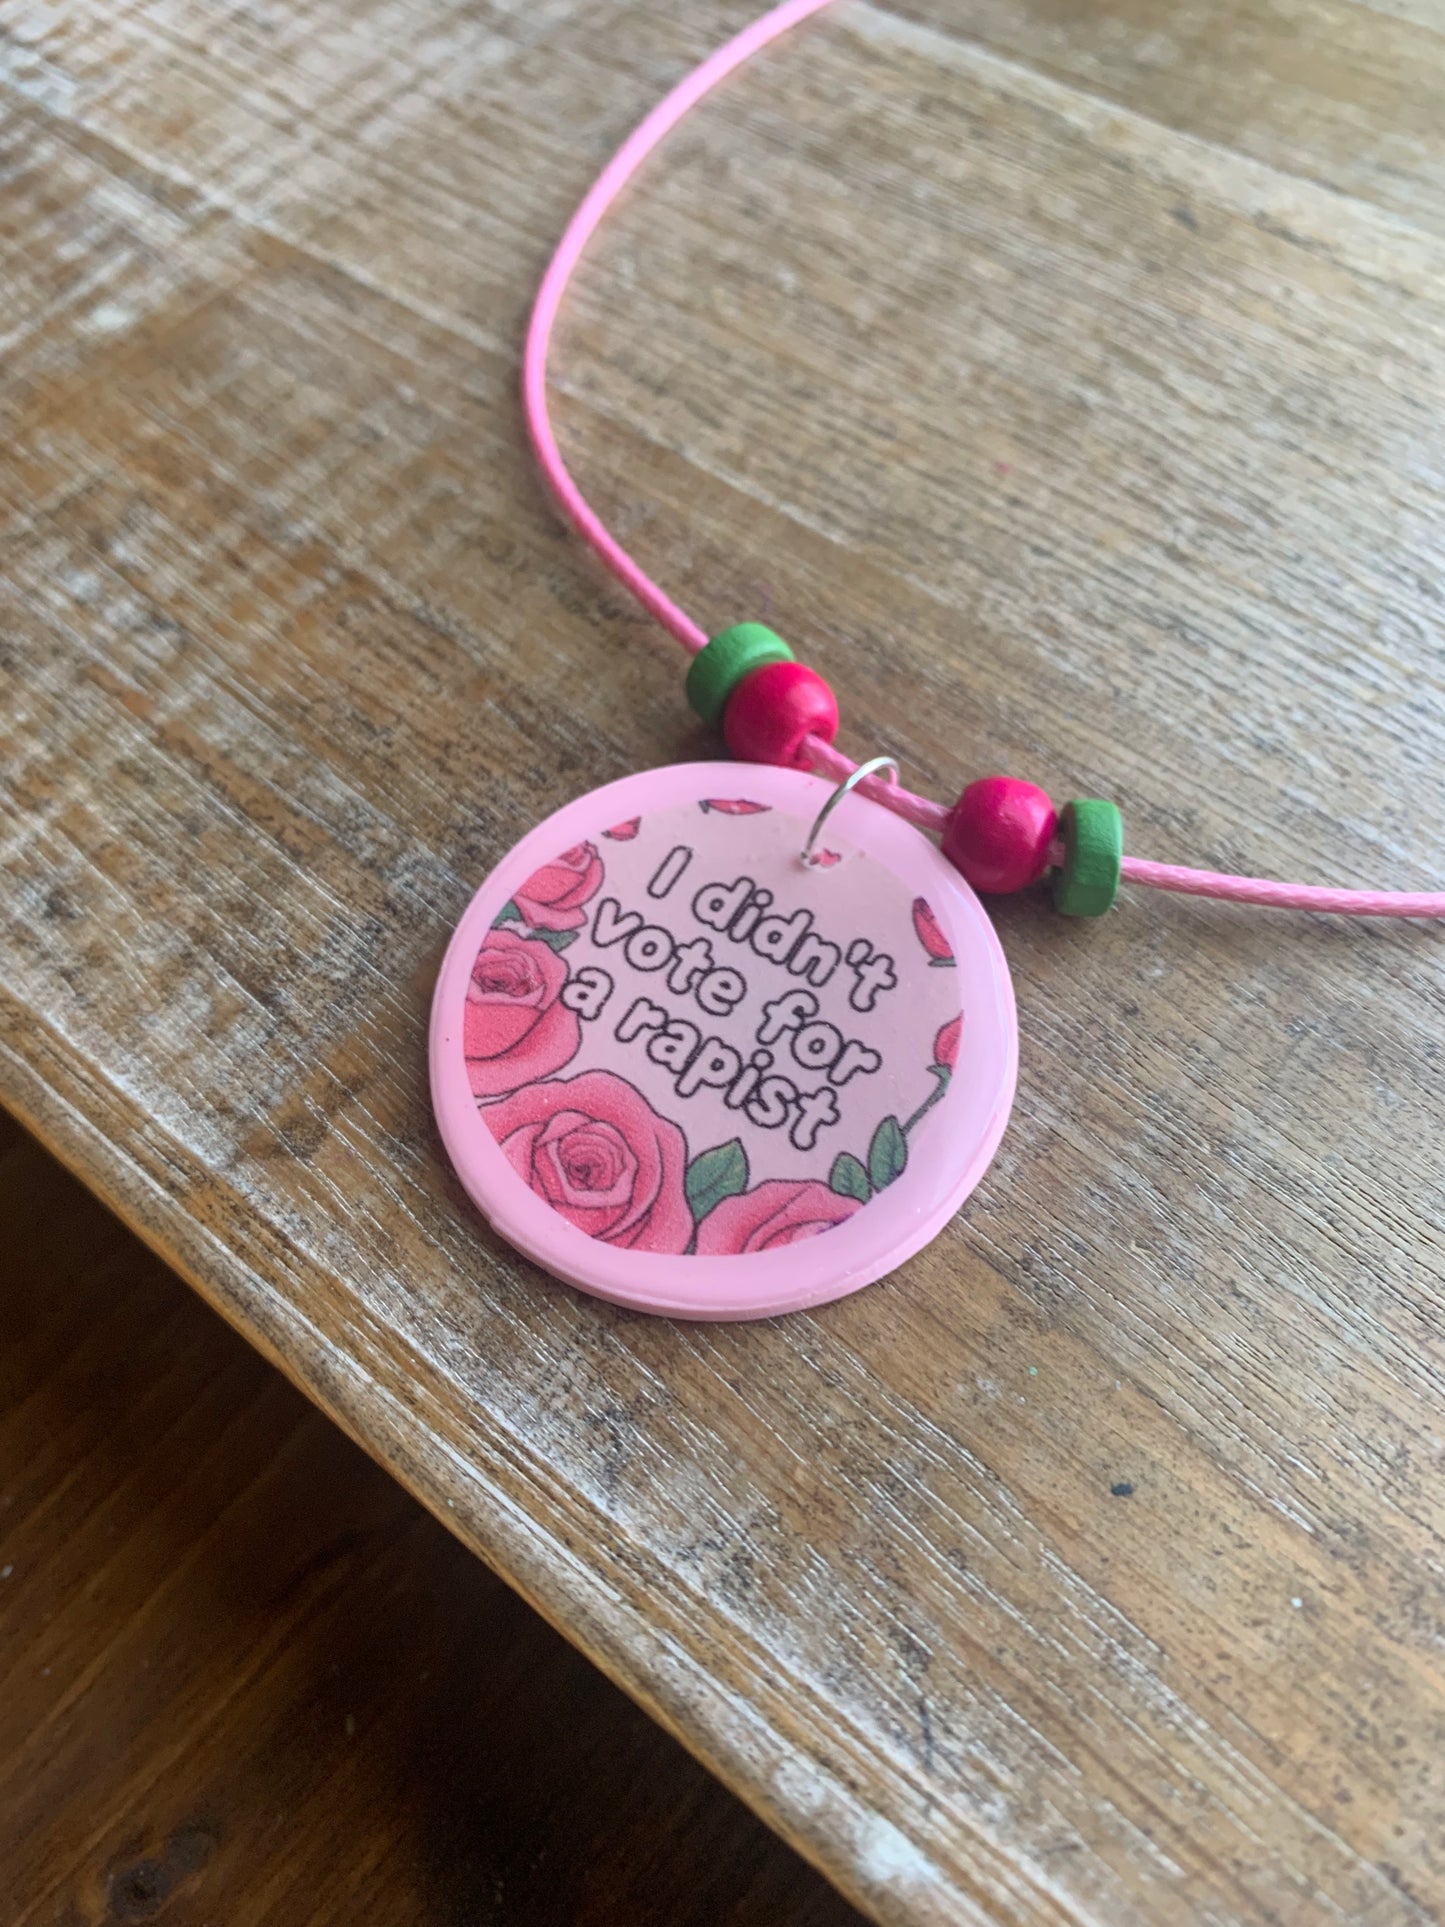 I didn't
vote for
a rapist